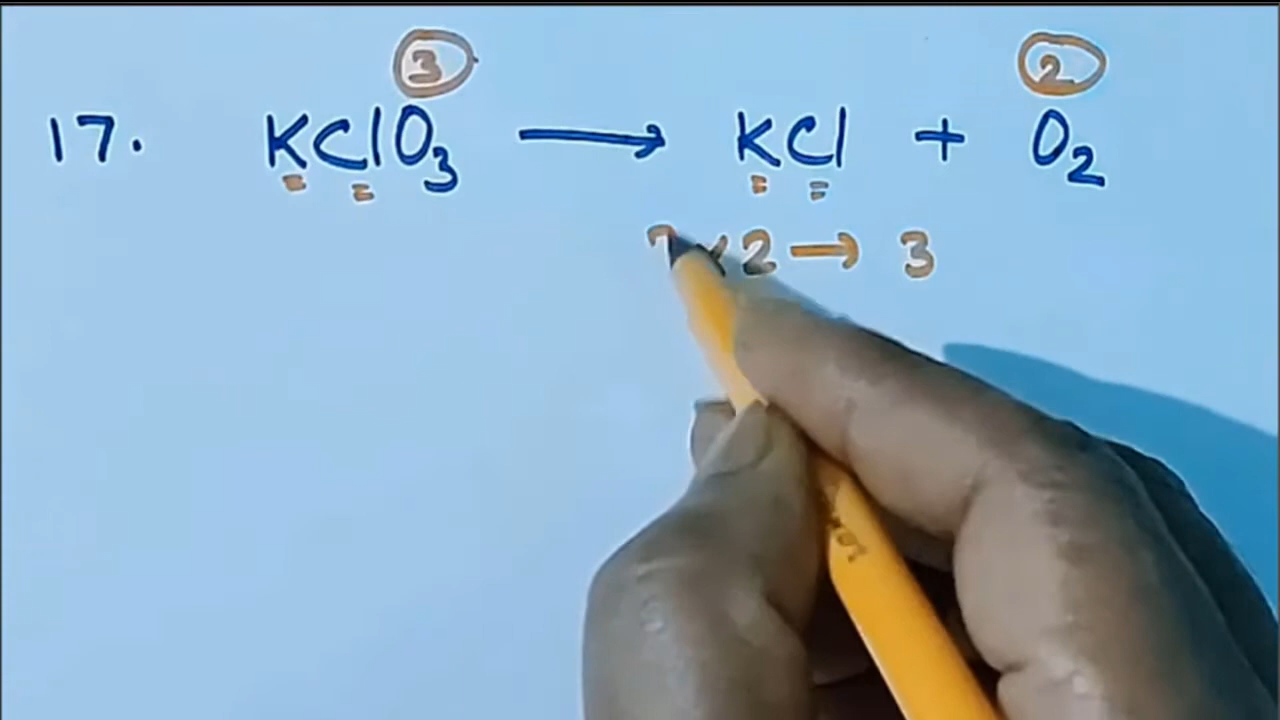 3 2
17. KClO₃ ⟶ KCl + O₂
? × 2 → 3